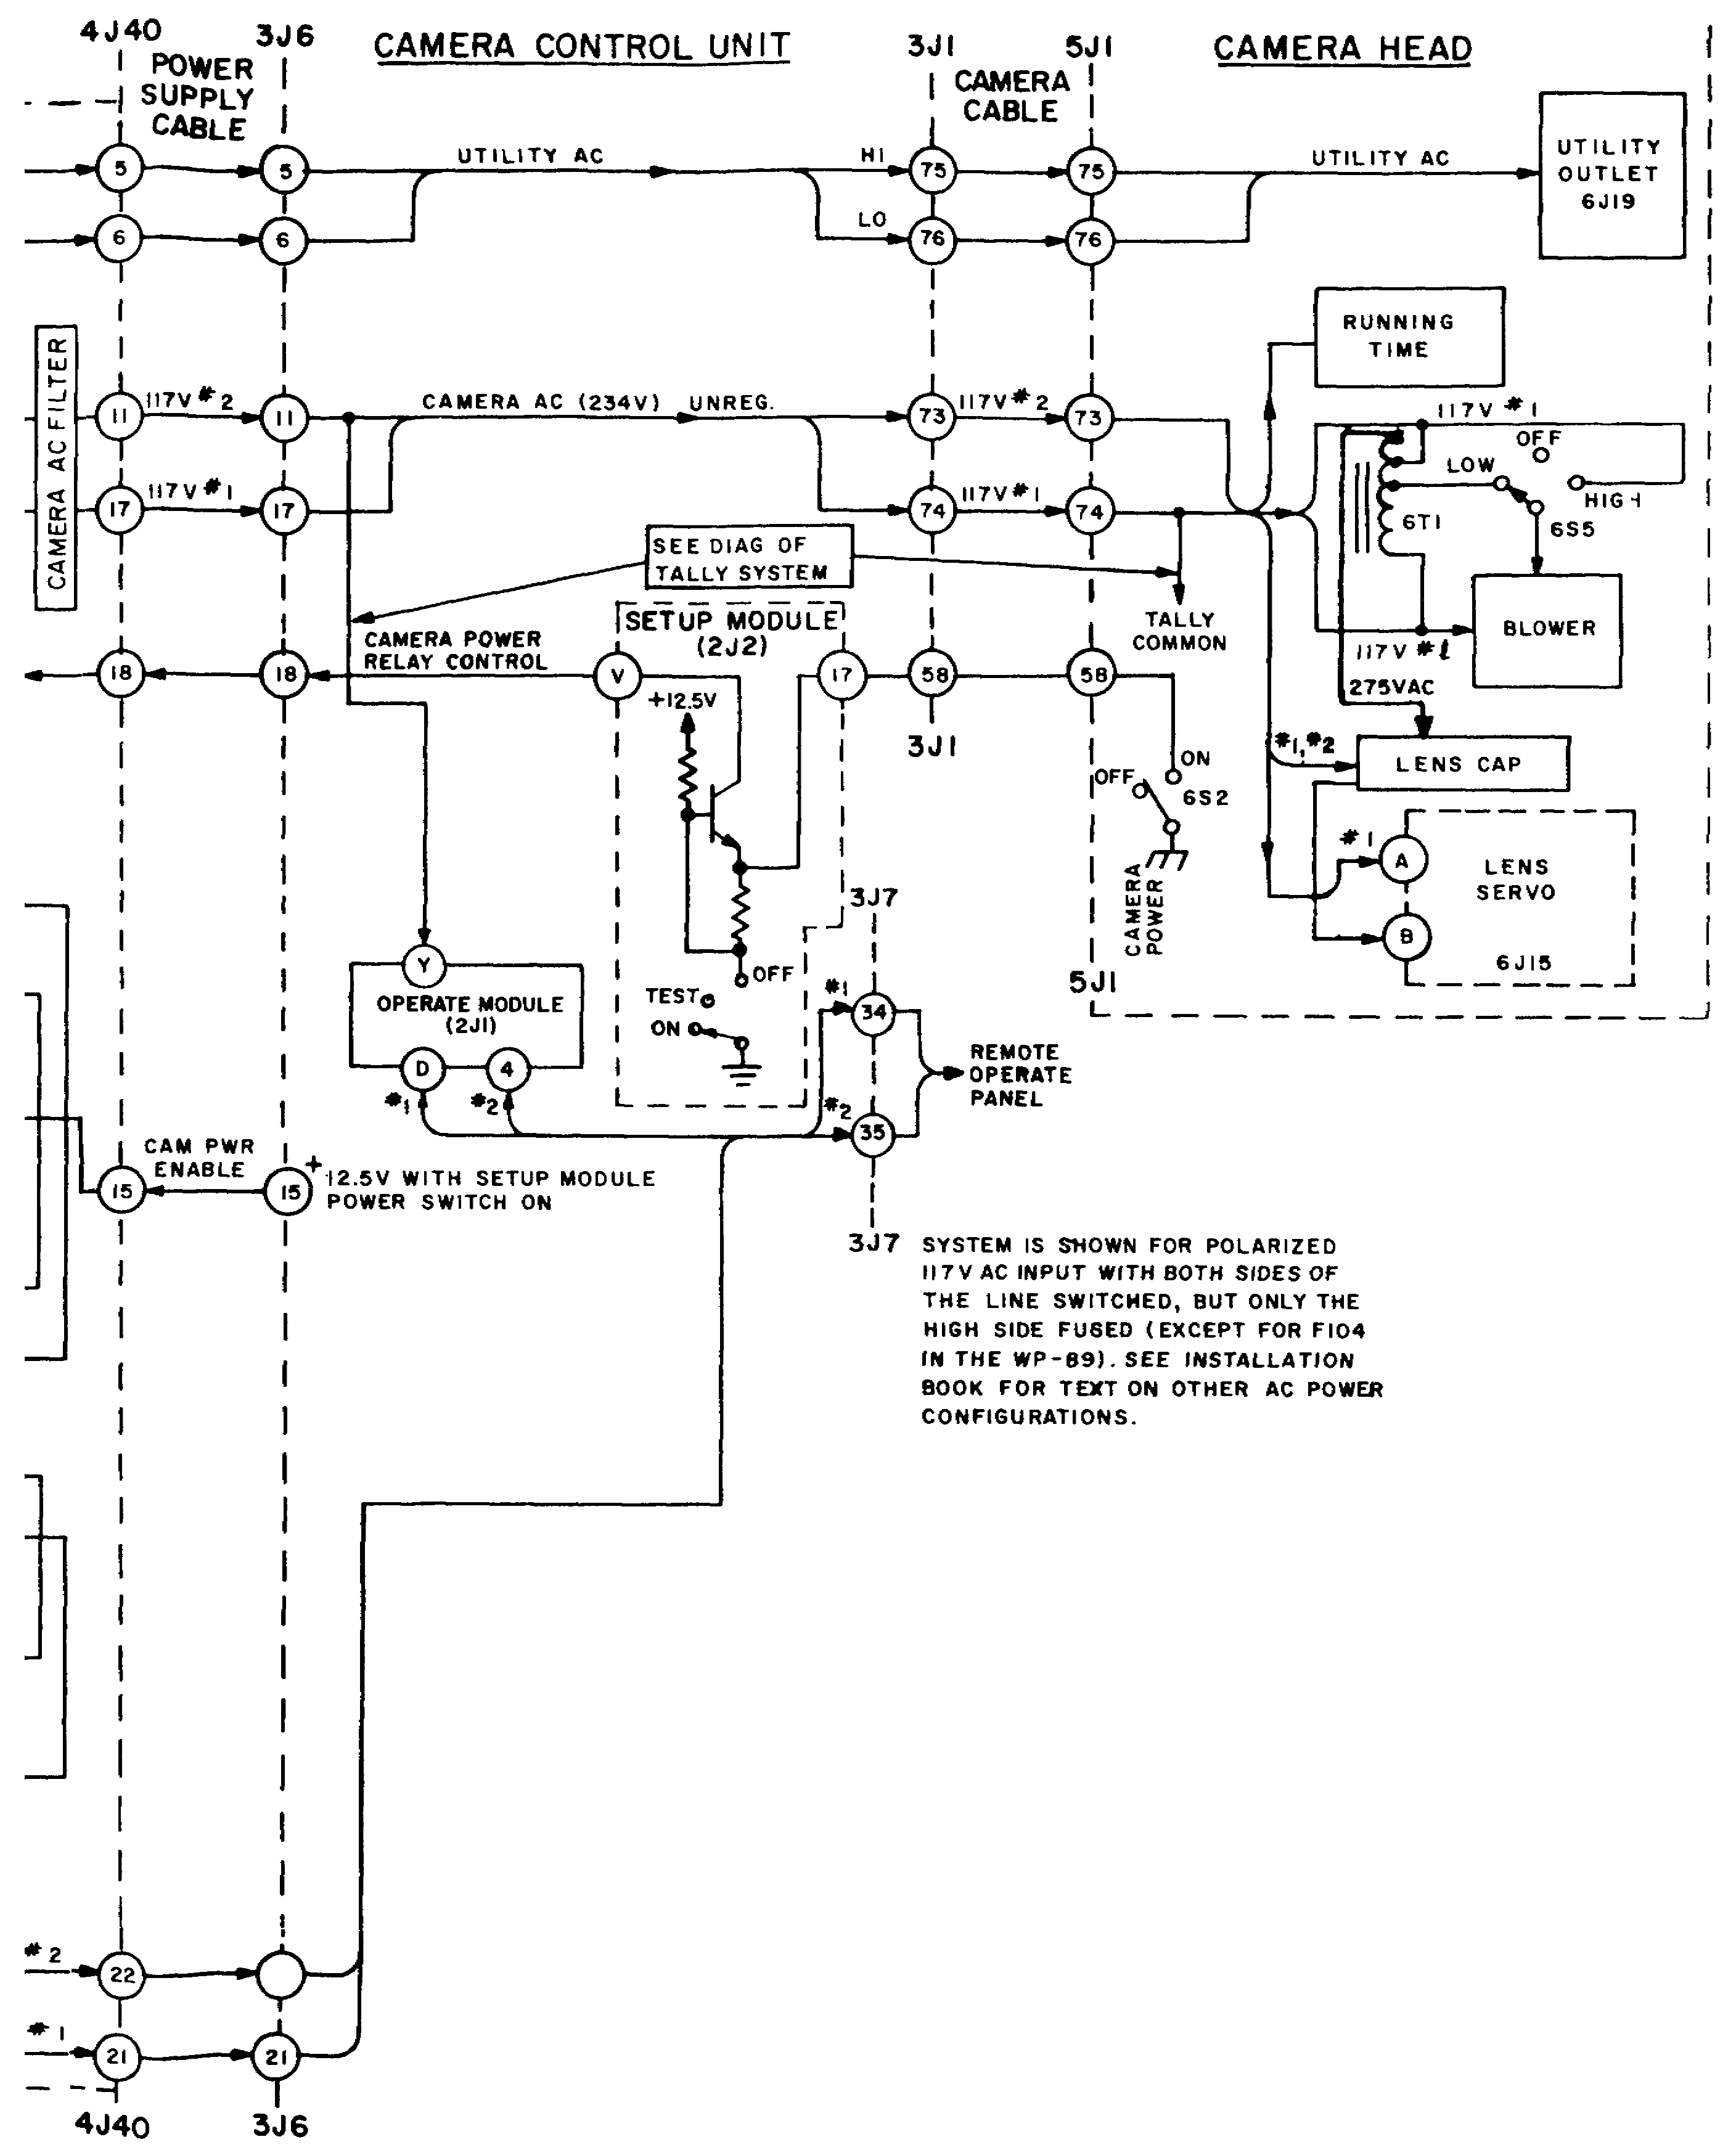 4J40
3J6
CAMERA CONTROL UNIT
3J1
5J1
CAMERA HEAD
POWER
SUPPLY
CABLE
CAMERA
CABLE
5
5
UTILITY AC
HI
75
75
UTILITY AC
UTILITY
OUTLET
6J19
6
6
LO
76
76
RUNNING
TIME
CAMERA AC FILTER
11
117V #2
11
CAMERA AC (234V) UNREG.
73
117V #2
73
117V #1
OFF
LOW
HIGH
6S5
6T1
17
117V #1
17
74
117V #1
74
SEE DIAG OF
TALLY SYSTEM
TALLY
COMMON
BLOWER
117V #1
275VAC
SETUP MODULE
(2J2)
CAMERA POWER
RELAY CONTROL
18
18
V
17
58
58
+12.5V
3J1
#1,#2
LENS CAP
ON
OFF
6S2
CAMERA
POWER
#1
A
LENS
SERVO
B
6J15
3J7
5J1
Y
OPERATE MODULE
(2J1)
D
4
#1
#2
OFF
TEST
ON
#1
34
#2
35
REMOTE
OPERATE
PANEL
CAM PWR
ENABLE
15
15
+
12.5V WITH SETUP MODULE
POWER SWITCH ON
3J7
SYSTEM IS SHOWN FOR POLARIZED
117V AC INPUT WITH BOTH SIDES OF
THE LINE SWITCHED, BUT ONLY THE
HIGH SIDE FUSED (EXCEPT FOR F104
IN THE WP-89). SEE INSTALLATION
BOOK FOR TEXT ON OTHER AC POWER
CONFIGURATIONS.
#2
22
#1
21
21
4J40
3J6